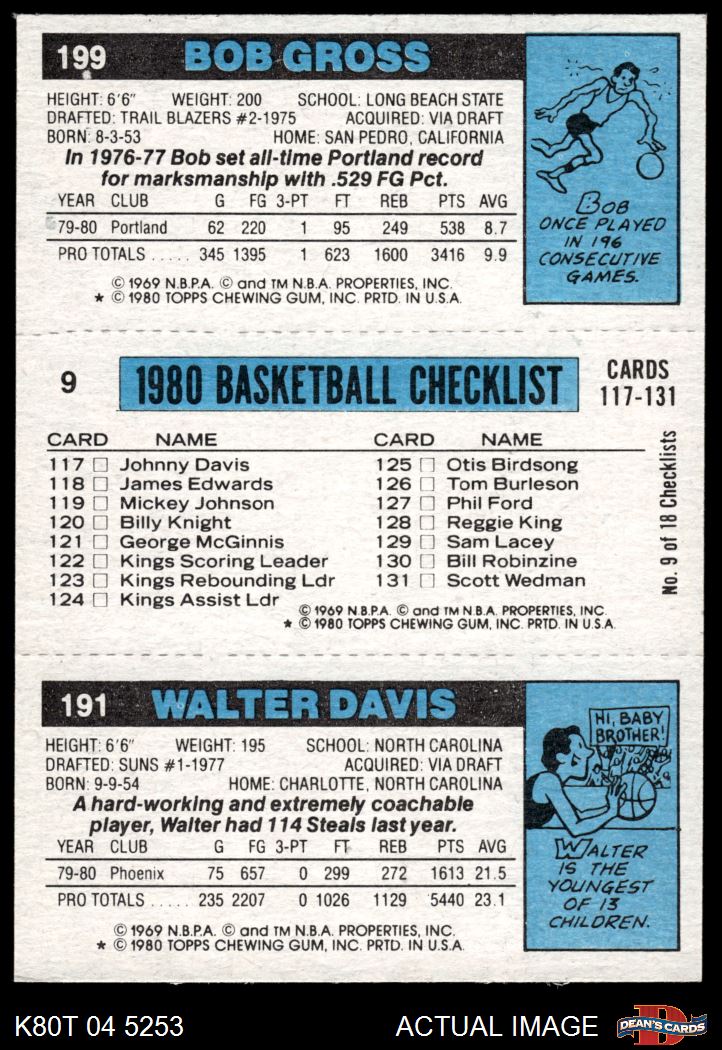 199 BOB GROSS
HEIGHT: 6'6" WEIGHT: 200 SCHOOL: LONG BEACH STATE
DRAFTED: TRAIL BLAZERS #2-1975 ACQUIRED: VIA DRAFT
BORN: 8-3-53 HOME: SAN PEDRO, CALIFORNIA
In 1976-77 Bob set all-time Portland record
for marksmanship with .529 FG Pct.
YEAR CLUB G FG 3-PT FT REB PTS AVG
79-80 Portland 62 220 1 95 249 538 8.7
PRO TOTALS ..... 345 1395 1 623 1600 3416 9.9
© 1969 N.B.P.A. © and TM N.B.A. PROPERTIES, INC.
★ © 1980 TOPPS CHEWING GUM, INC. PRTD. IN U.S.A.
BOB
ONCE PLAYED
IN 196
CONSECUTIVE
GAMES.
9 1980 BASKETBALL CHECKLIST CARDS
117-131
CARD NAME
117 □ Johnny Davis
118 □ James Edwards
119 □ Mickey Johnson
120 □ Billy Knight
121 □ George McGinnis
122 □ Kings Scoring Leader
123 □ Kings Rebounding Ldr
124 □ Kings Assist Ldr
CARD NAME
125 □ Otis Birdsong
126 □ Tom Burleson
127 □ Phil Ford
128 □ Reggie King
129 □ Sam Lacey
130 □ Bill Robinzine
131 □ Scott Wedman
No. 9 of 18 Checklists
© 1969 N.B.P.A. © and TM N.B.A. PROPERTIES, INC.
★ © 1980 TOPPS CHEWING GUM, INC. PRTD. IN U.S.A.
191 WALTER DAVIS
HEIGHT: 6'6" WEIGHT: 195 SCHOOL: NORTH CAROLINA
DRAFTED: SUNS #1-1977 ACQUIRED: VIA DRAFT
BORN: 9-9-54 HOME: CHARLOTTE, NORTH CAROLINA
A hard-working and extremely coachable
player, Walter had 114 Steals last year.
YEAR CLUB G FG 3-PT FT REB PTS AVG
79-80 Phoenix 75 657 0 299 272 1613 21.5
PRO TOTALS ..... 235 2207 0 1026 1129 5440 23.1
© 1969 N.B.P.A. © and TM N.B.A. PROPERTIES, INC.
★ © 1980 TOPPS CHEWING GUM, INC. PRTD. IN U.S.A.
HI, BABY
BROTHER!
WALTER
IS THE
YOUNGEST
OF 13
CHILDREN.
K80T 04 5253 ACTUAL IMAGE
D
DEAN'S CARDS